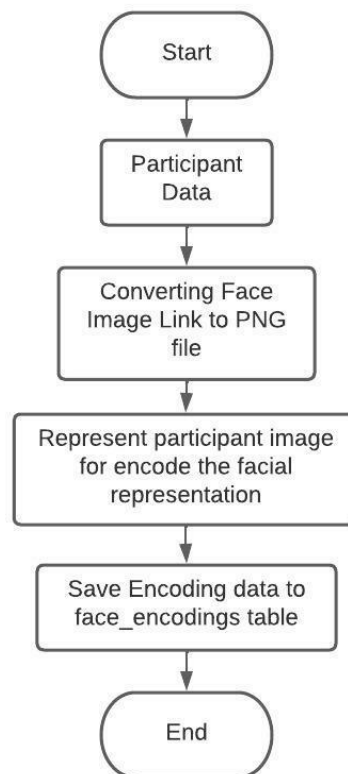 Start
Participant
Data
Converting Face
Image Link to PNG
file
Represent participant image
for encode the facial
representation
Save Encoding data to
face_encodings table
End